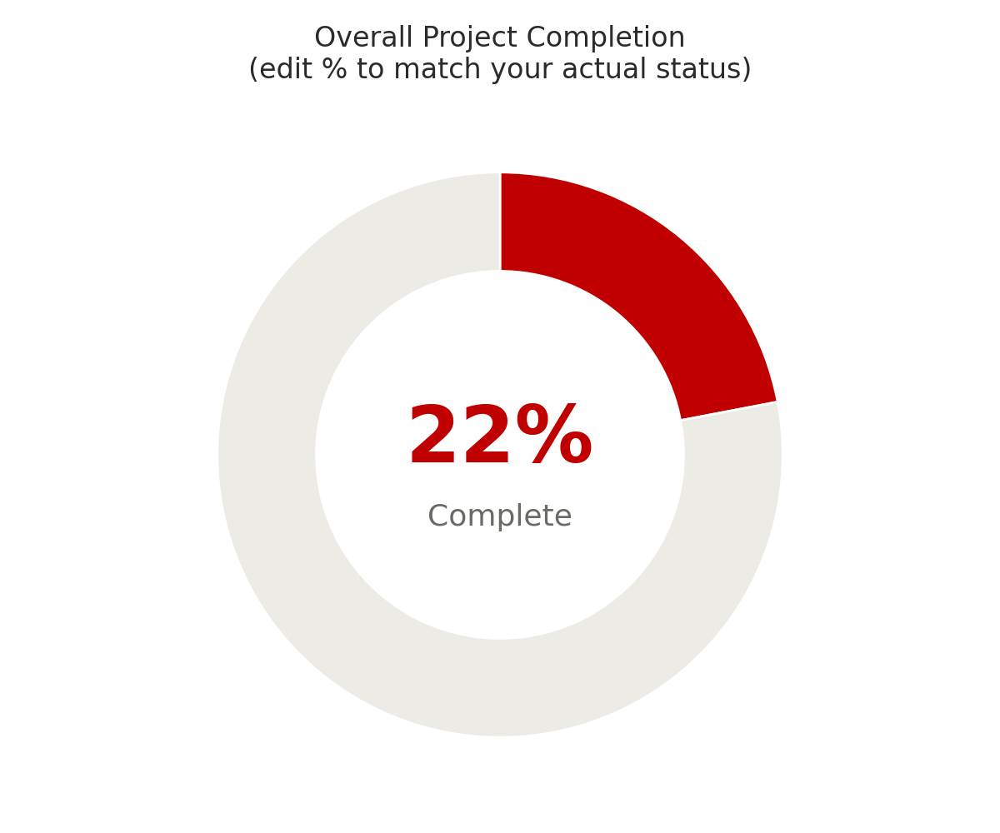 Overall Project Completion
(edit % to match your actual status)
22%
Complete